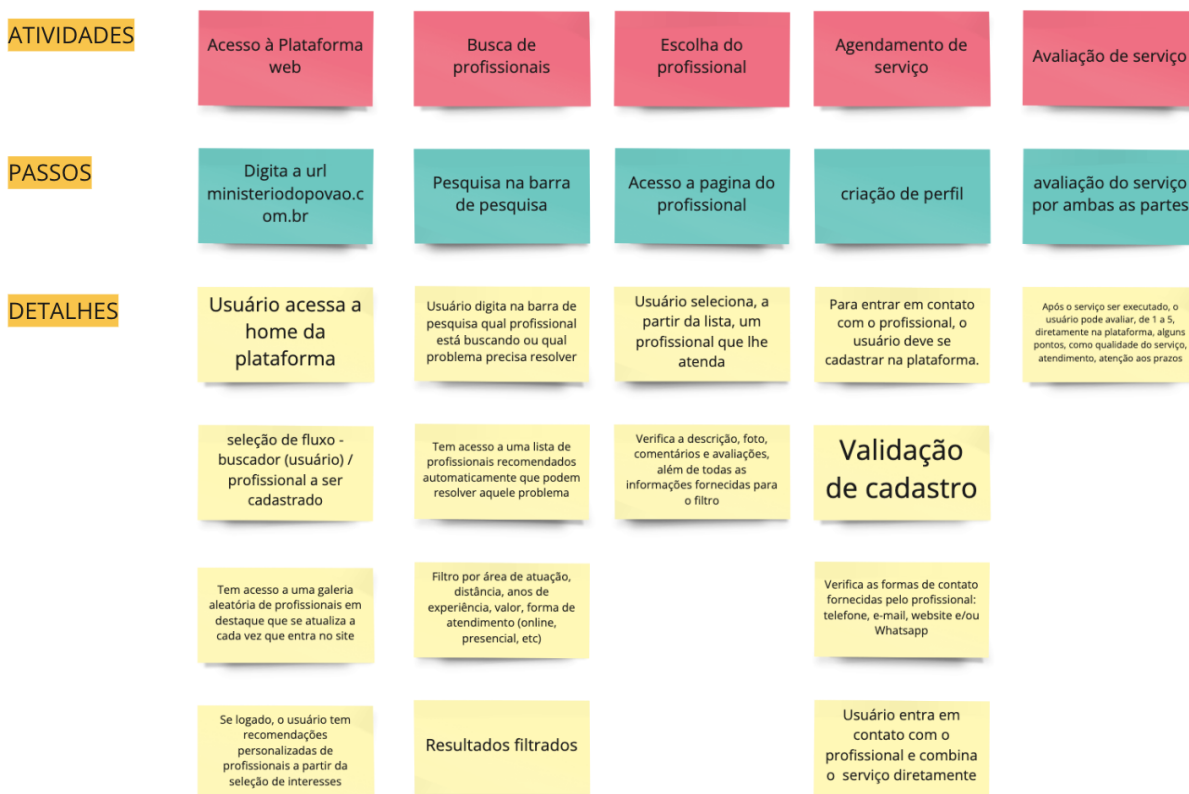 ATIVIDADES
Acesso à Plataforma
web
Busca de
profissionais
Escolha do
profissional
Agendamento de
serviço
Avaliação de serviço
PASSOS
Digita a url
ministeriodopovao.c
om.br
Pesquisa na barra
de pesquisa
Acesso a pagina do
profissional
criação de perfil
avaliação do serviço
por ambas as partes
DETALHES
Usuário acessa a
home da
plataforma
Usuário digita na barra de
pesquisa qual profissional
está buscando ou qual
problema precisa resolver
Usuário seleciona, a
partir da lista, um
profissional que lhe
atenda
Para entrar em contato
com o profissional, o
usuário deve se
cadastrar na plataforma.
Após o serviço ser executado, o
usuário pode avaliar, de 1 a 5,
diretamente na plataforma, alguns
pontos, como qualidade do serviço,
atendimento, atenção aos prazos
seleção de fluxo -
buscador (usuário) /
profissional a ser
cadastrado
Tem acesso a uma lista de
profissionais recomendados
automaticamente que podem
resolver aquele problema
Verifica a descrição, foto,
comentários e avaliações,
além de todas as
informações fornecidas para
o filtro
Validação
de cadastro
Tem acesso a uma galeria
aleatória de profissionais em
destaque que se atualiza a
cada vez que entra no site
Filtro por área de atuação,
distância, anos de
experiência, valor, forma de
atendimento (online,
presencial, etc)
Verifica as formas de contato
fornecidas pelo profissional:
telefone, e-mail, website e/ou
Whatsapp
Se logado, o usuário tem
recomendações
personalizadas de
profissionais a partir da
seleção de interesses
Resultados filtrados
Usuário entra em
contato com o
profissional e combina
o serviço diretamente